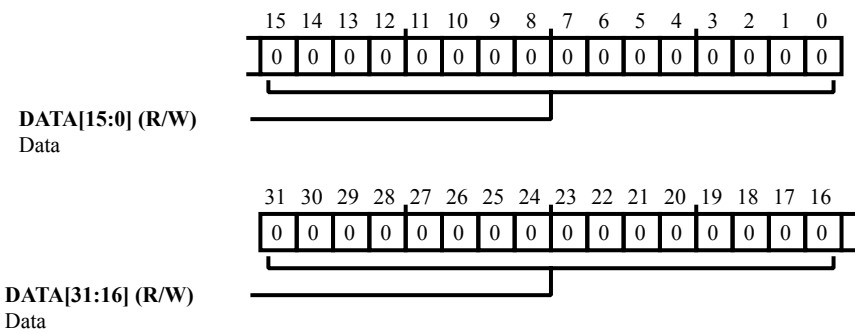 15 14 13 12 11 10 9 8 7 6 5 4 3 2 1 0
0 0 0 0 0 0 0 0 0 0 0 0 0 0 0 0
DATA[15:0] (R/W)
Data
31 30 29 28 27 26 25 24 23 22 21 20 19 18 17 16
0 0 0 0 0 0 0 0 0 0 0 0 0 0 0 0
DATA[31:16] (R/W)
Data